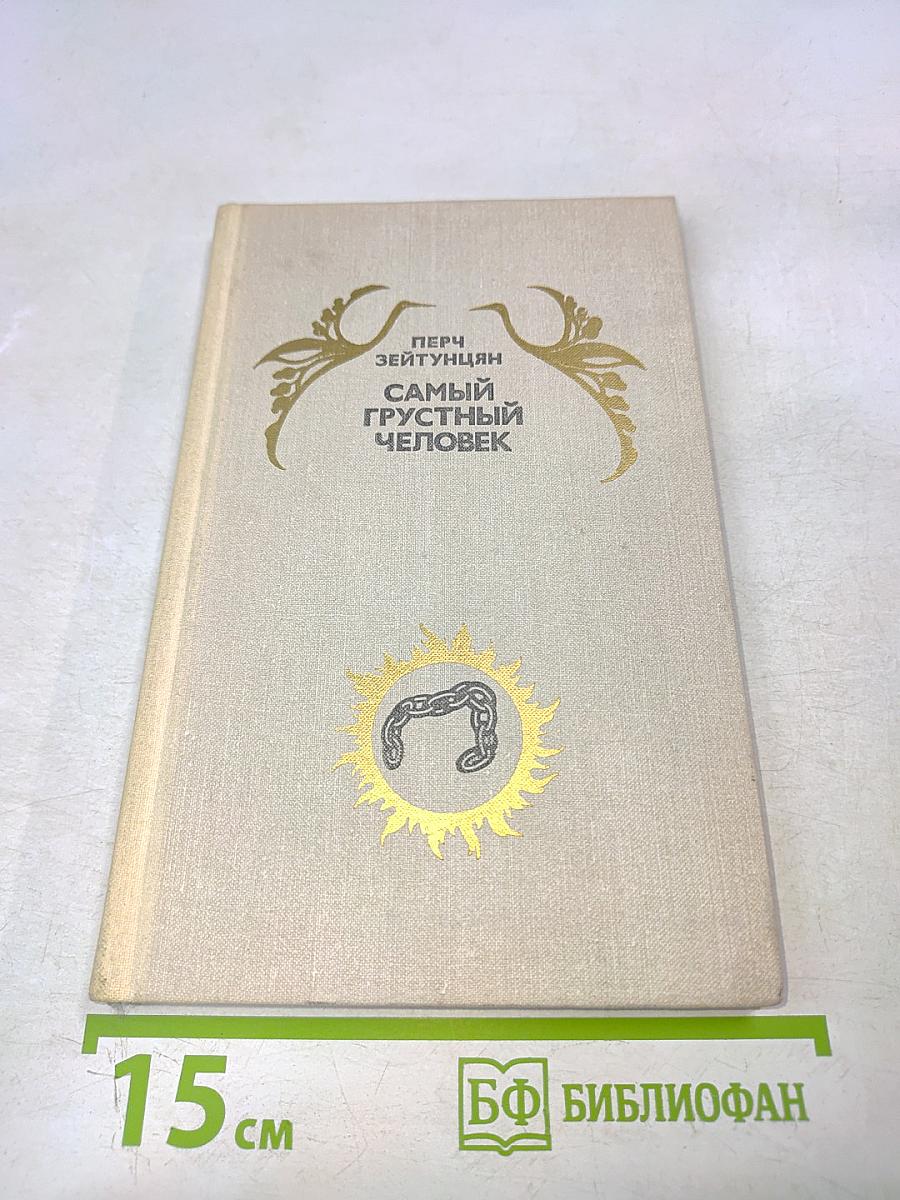 ПЕРЧ
ЗЕЙТУНЦЯН
САМЫЙ
ГРУСТНЫЙ
ЧЕЛОВЕК
15 см
БФ БИБЛИОФАН